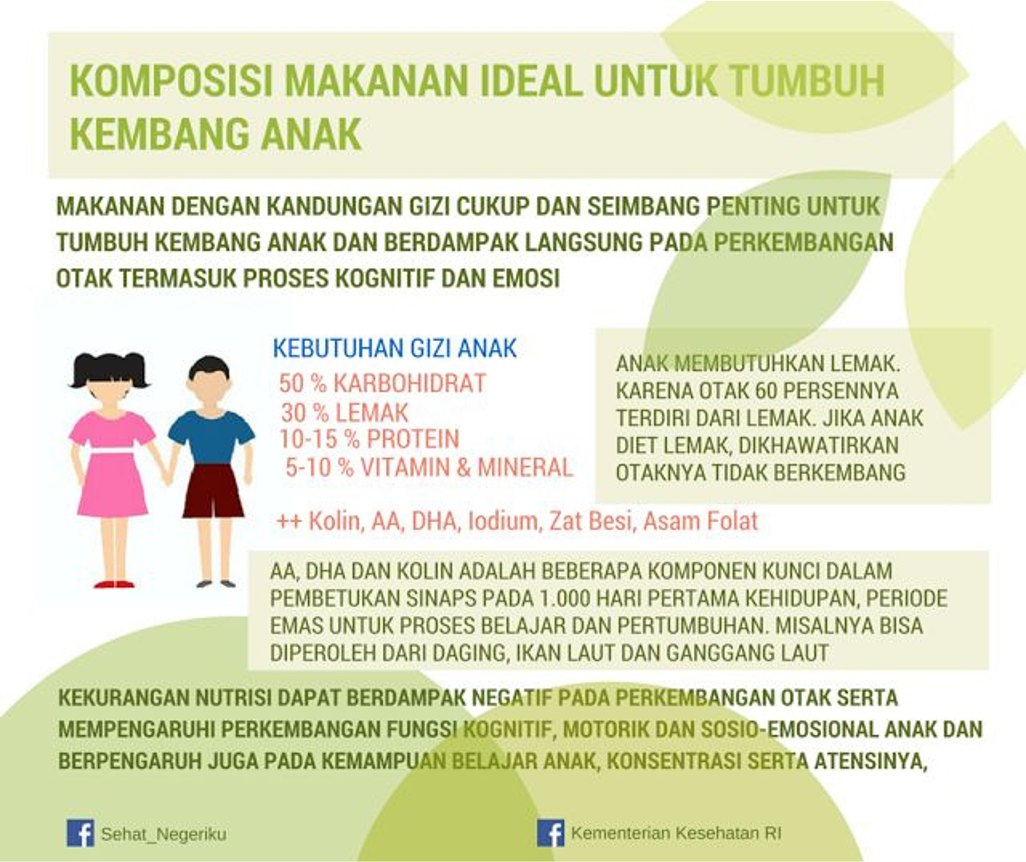 KOMPOSISI MAKANAN IDEAL UNTUK TUMBUH
KEMBANG ANAK
MAKANAN DENGAN KANDUNGAN GIZI CUKUP DAN SEIMBANG PENTING UNTUK
TUMBUH KEMBANG ANAK DAN BERDAMPAK LANGSUNG PADA PERKEMBANGAN
OTAK TERMASUK PROSES KOGNITIF DAN EMOSI
KEBUTUHAN GIZI ANAK
50 % KARBOHIDRAT
30 % LEMAK
10-15 % PROTEIN
5-10 % VITAMIN & MINERAL
++ Kolin, AA, DHA, Iodium, Zat Besi, Asam Folat
ANAK MEMBUTUHKAN LEMAK.
KARENA OTAK 60 PERSENNYA
TERDIRI DARI LEMAK. JIKA ANAK
DIET LEMAK, DIKHAWATIRKAN
OTAKNYA TIDAK BERKEMBANG
AA, DHA DAN KOLIN ADALAH BEBERAPA KOMPONEN KUNCI DALAM
PEMBETUKAN SINAPS PADA 1.000 HARI PERTAMA KEHIDUPAN, PERIODE
EMAS UNTUK PROSES BELAJAR DAN PERTUMBUHAN. MISALNYA BISA
DIPEROLEH DARI DAGING, IKAN LAUT DAN GANGGANG LAUT
KEKURANGAN NUTRISI DAPAT BERDAMPAK NEGATIF PADA PERKEMBANGAN OTAK SERTA
MEMPENGARUHI PERKEMBANGAN FUNGSI KOGNITIF, MOTORIK DAN SOSIO-EMOSIONAL ANAK DAN
BERPENGARUH JUGA PADA KEMAMPUAN BELAJAR ANAK, KONSENTRASI SERTA ATENSINYA,
Sehat_Negeriku
Kementerian Kesehatan RI